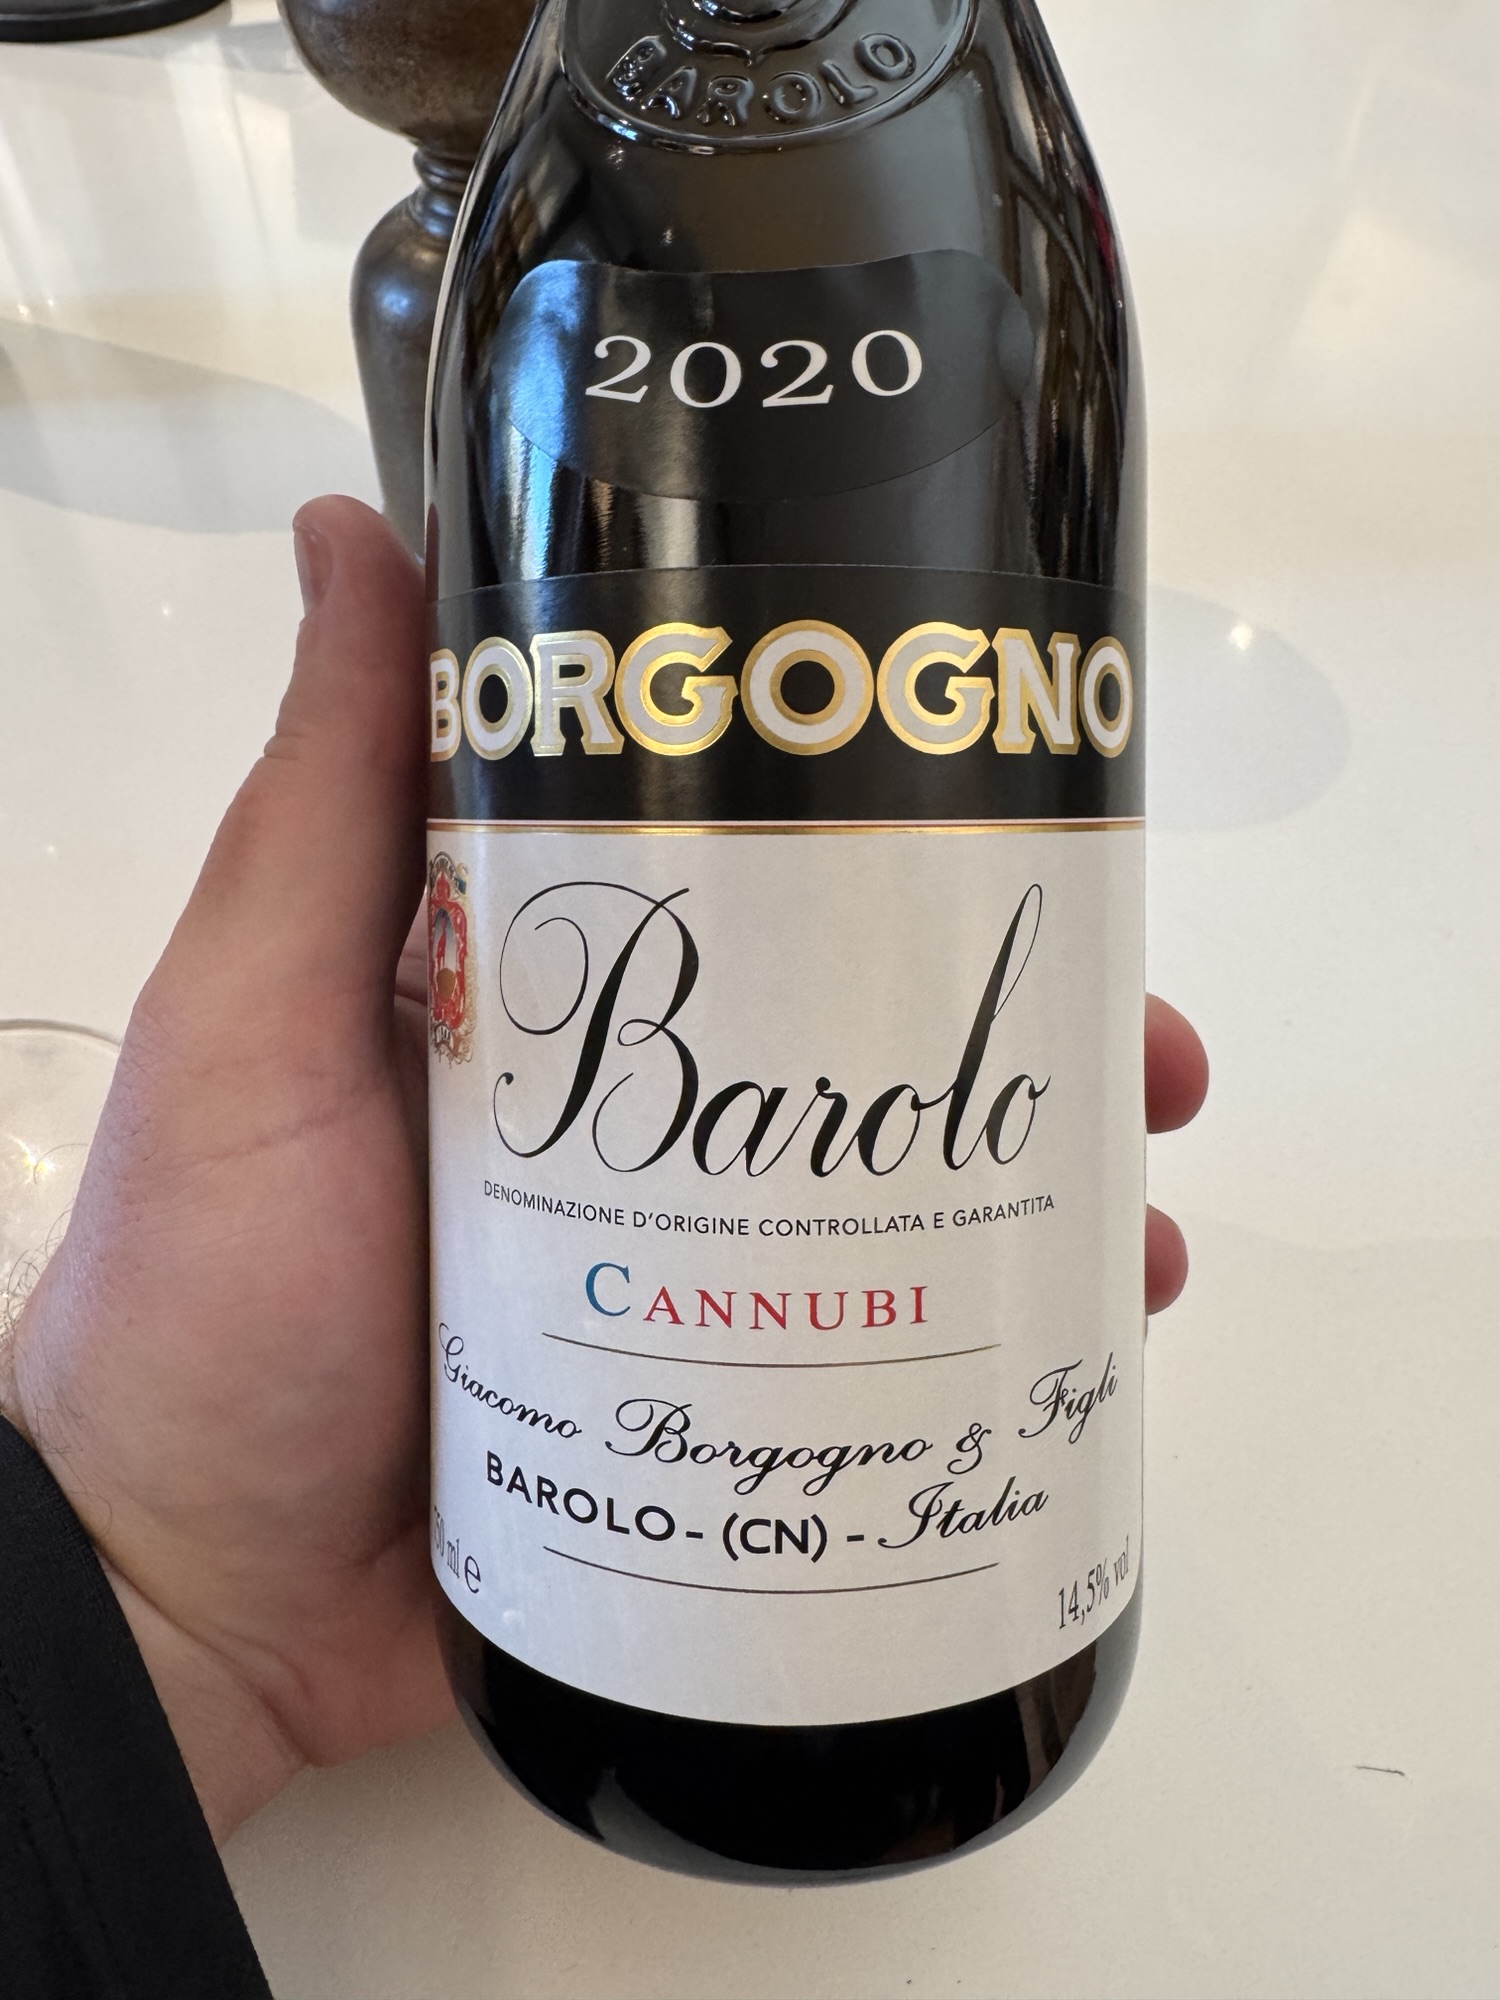 BAROLO
2020
BORGOGNO
Barolo
DENOMINAZIONE D'ORIGINE CONTROLLATA E GARANTITA
CANNUBI
Giacomo Borgogno & Figli
BAROLO - (CN) - Italia
50 ml e
14,5% vol